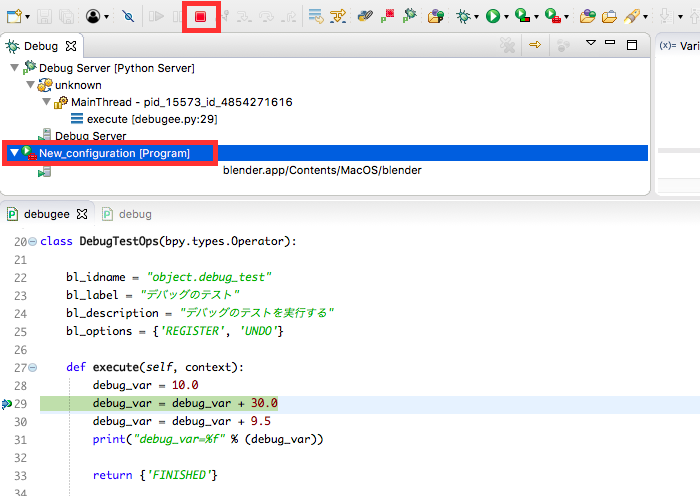 Debug
(x)= Vari
Debug Server [Python Server]
unknown
MainThread - pid_15573_id_4854271616
execute [debugee.py:29]
Debug Server
New_configuration [Program]
blender.app/Contents/MacOS/blender
debugee
debug
20 class DebugTestOps(bpy.types.Operator):
21
22 bl_idname = "object.debug_test"
23 bl_label = "デバッグのテスト"
24 bl_description = "デバッグのテストを実行する"
25 bl_options = {'REGISTER', 'UNDO'}
26
27 def execute(self, context):
28 debug_var = 10.0
29 debug_var = debug_var + 30.0
30 debug_var = debug_var + 9.5
31 print("debug_var=%f" % (debug_var))
32
33 return {'FINISHED'}
34